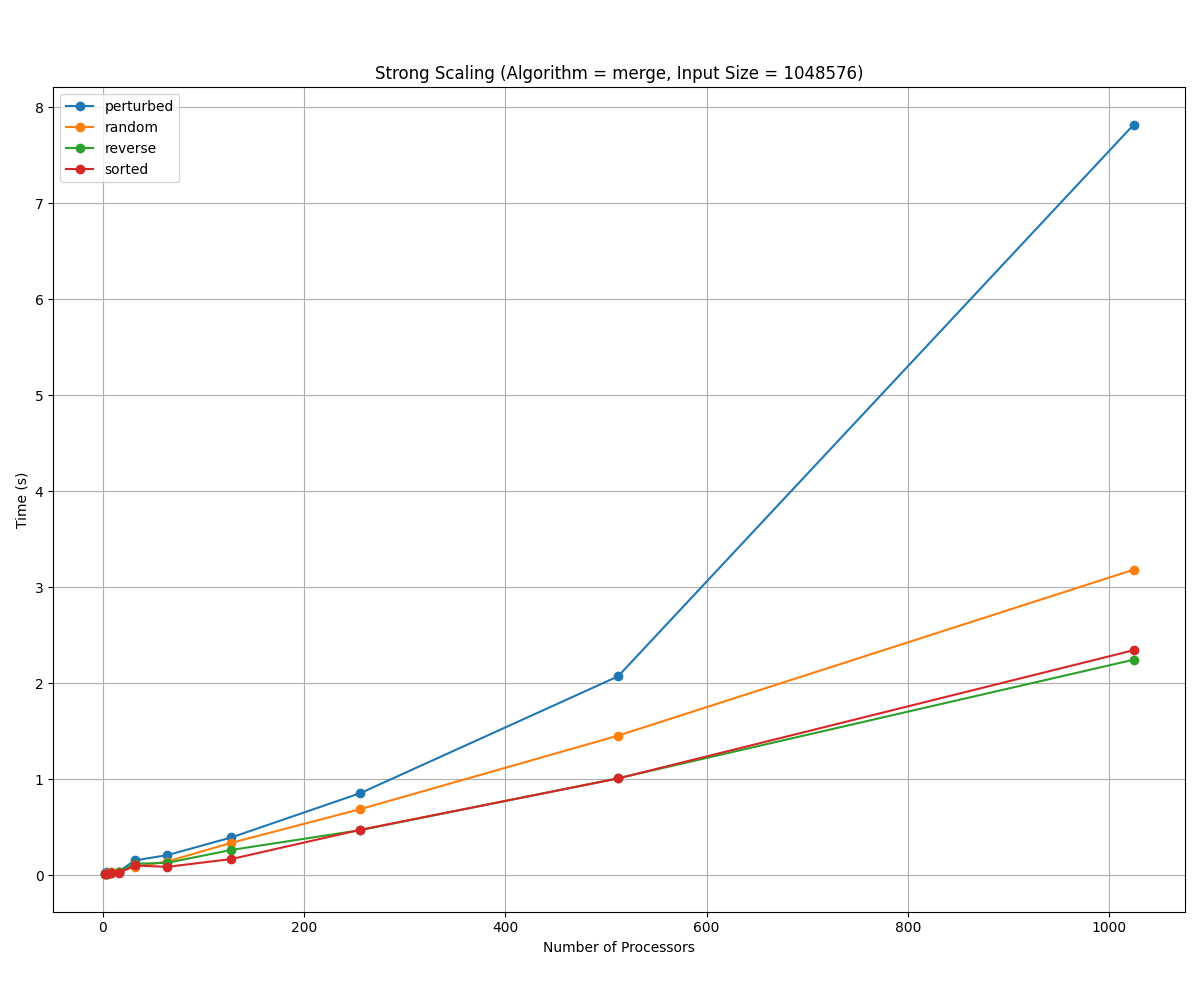 Strong Scaling (Algorithm = merge, Input Size = 1048576)
perturbed
random
reverse
sorted
8
7
6
5
4
3
2
1
0
Time (s)
0 200 400 600 800 1000
Number of Processors